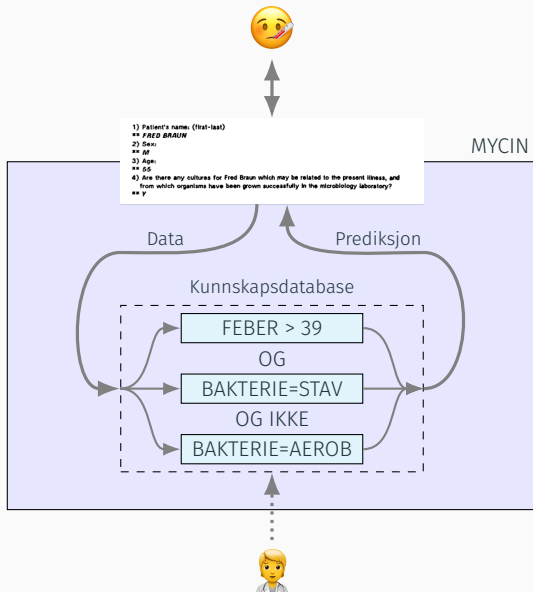 1) Patient's name: (first-last)
** FRED BRAUN
2) Sex:
** M
3) Age:
** 55
4) Are there any cultures for Fred Braun which may be related to the present illness, and
from which organisms have been grown successfully in the microbiology laboratory?
** Y
MYCIN
Data
Prediksjon
Kunnskapsdatabase
FEBER > 39
OG
BAKTERIE=STAV
OG IKKE
BAKTERIE=AEROB